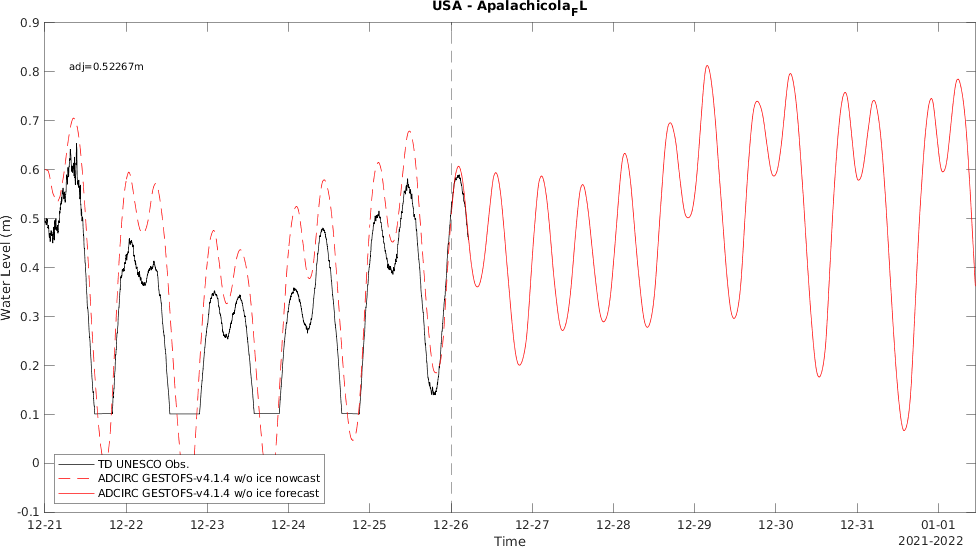 USA - Apalachicola_FL
0.9
0.8
0.7
0.6
0.5
0.4
0.3
0.2
0.1
0
-0.1
Water Level (m)
adj=0.52267m
TD UNESCO Obs.
ADCIRC GESTOFS-v4.1.4 w/o ice nowcast
ADCIRC GESTOFS-v4.1.4 w/o ice forecast
12-21 12-22 12-23 12-24 12-25 12-26 12-27 12-28 12-29 12-30 12-31 01-01
Time
2021-2022